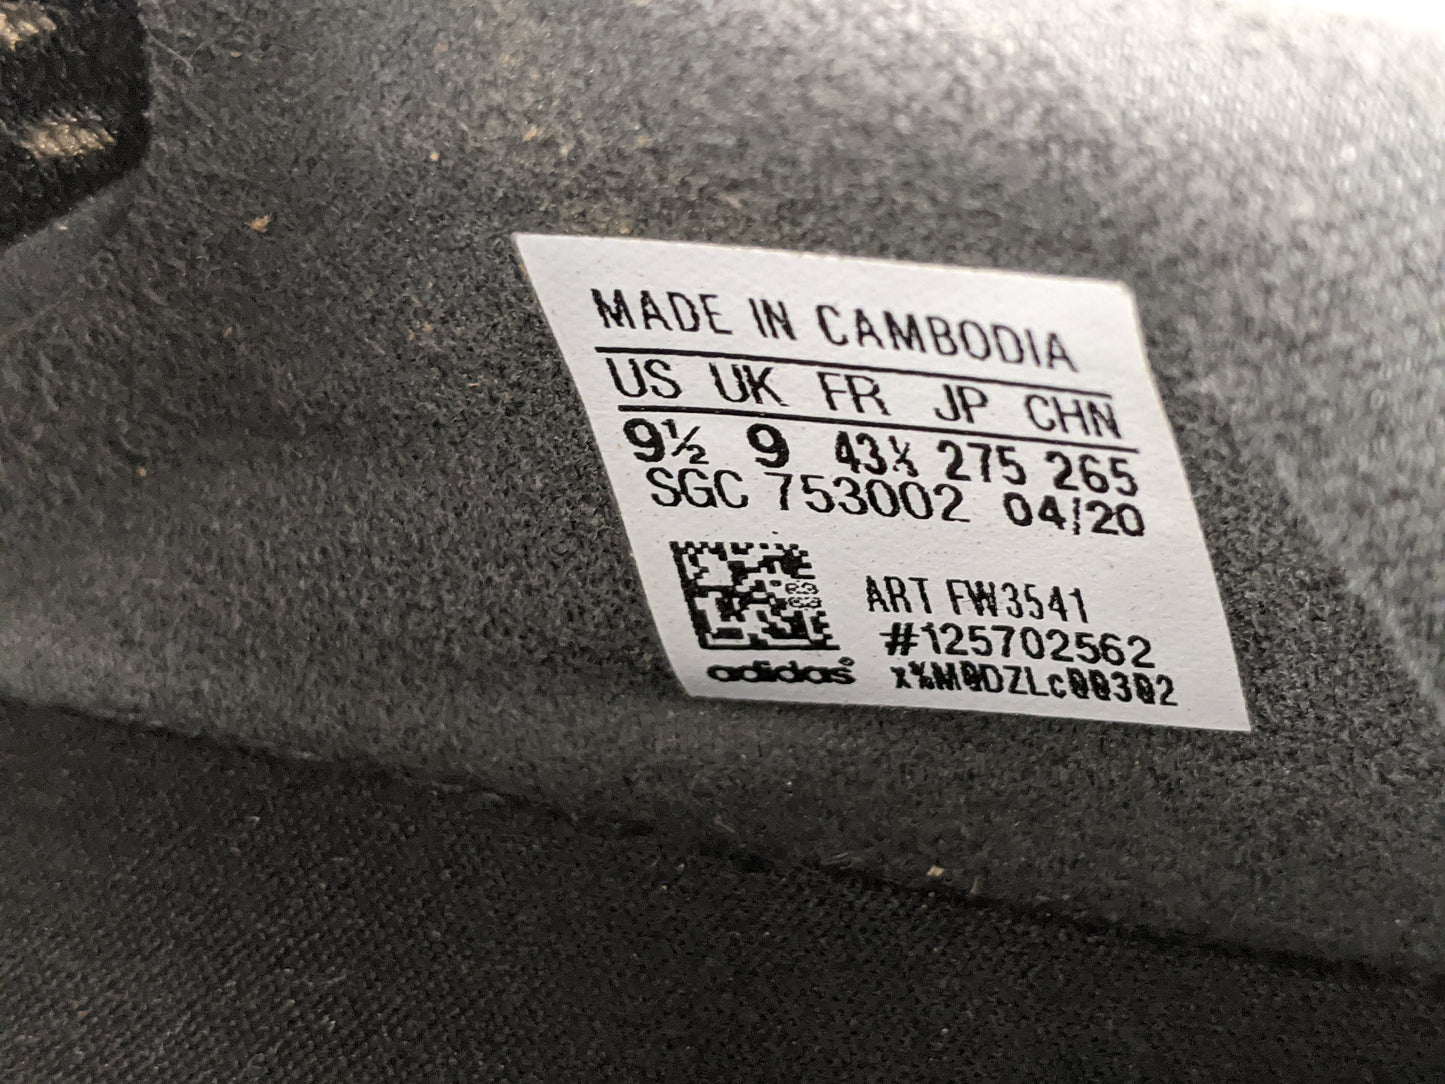 MADE IN CAMBODIA
US UK FR JP CHN
9½ 9 43⅓ 275 265
SGC 753002 04/20
ART FW3541
#125702562
adidas® x%M0DZLc00302